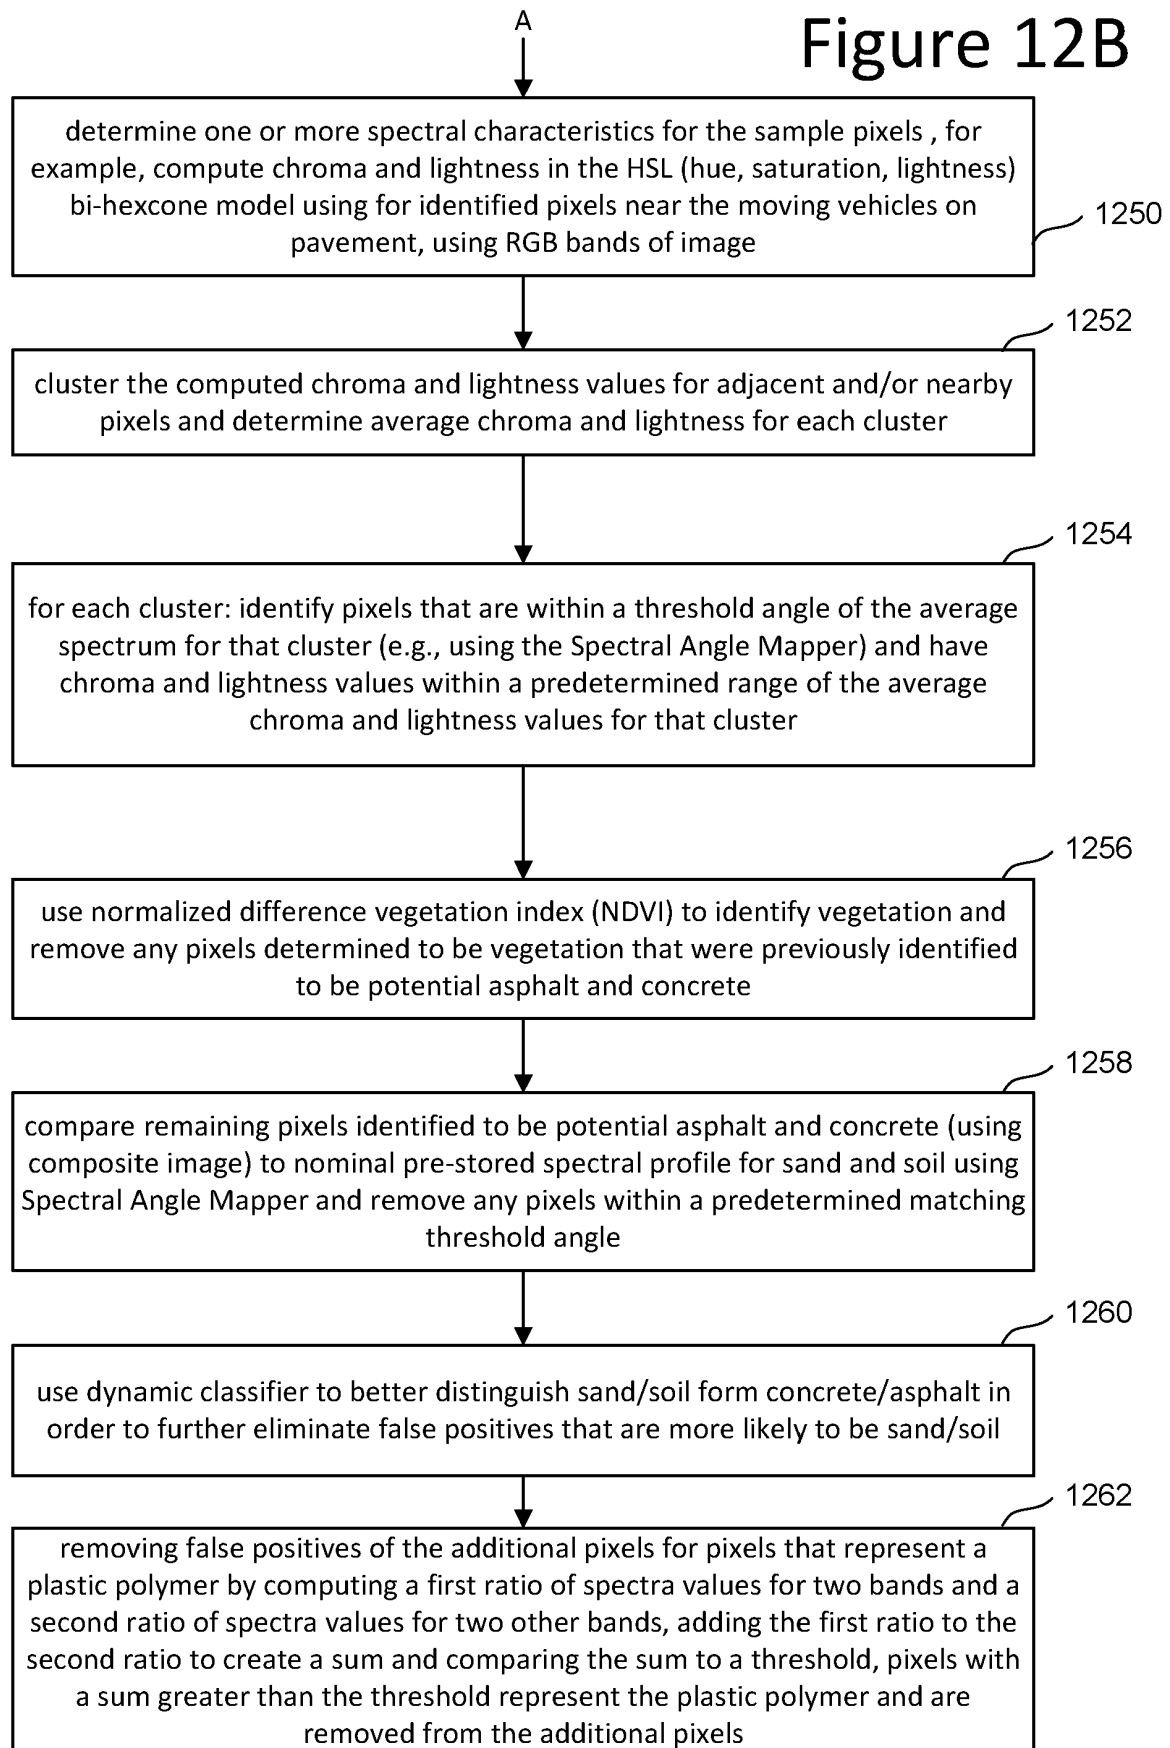 A
Figure 12B
determine one or more spectral characteristics for the sample pixels , for
example, compute chroma and lightness in the HSL (hue, saturation, lightness)
bi-hexcone model using for identified pixels near the moving vehicles on
pavement, using RGB bands of image
1250
1252
cluster the computed chroma and lightness values for adjacent and/or nearby
pixels and determine average chroma and lightness for each cluster
1254
for each cluster: identify pixels that are within a threshold angle of the average
spectrum for that cluster (e.g., using the Spectral Angle Mapper) and have
chroma and lightness values within a predetermined range of the average
chroma and lightness values for that cluster
1256
use normalized difference vegetation index (NDVI) to identify vegetation and
remove any pixels determined to be vegetation that were previously identified
to be potential asphalt and concrete
1258
compare remaining pixels identified to be potential asphalt and concrete (using
composite image) to nominal pre-stored spectral profile for sand and soil using
Spectral Angle Mapper and remove any pixels within a predetermined matching
threshold angle
1260
use dynamic classifier to better distinguish sand/soil form concrete/asphalt in
order to further eliminate false positives that are more likely to be sand/soil
1262
removing false positives of the additional pixels for pixels that represent a
plastic polymer by computing a first ratio of spectra values for two bands and a
second ratio of spectra values for two other bands, adding the first ratio to the
second ratio to create a sum and comparing the sum to a threshold, pixels with
a sum greater than the threshold represent the plastic polymer and are
removed from the additional pixels